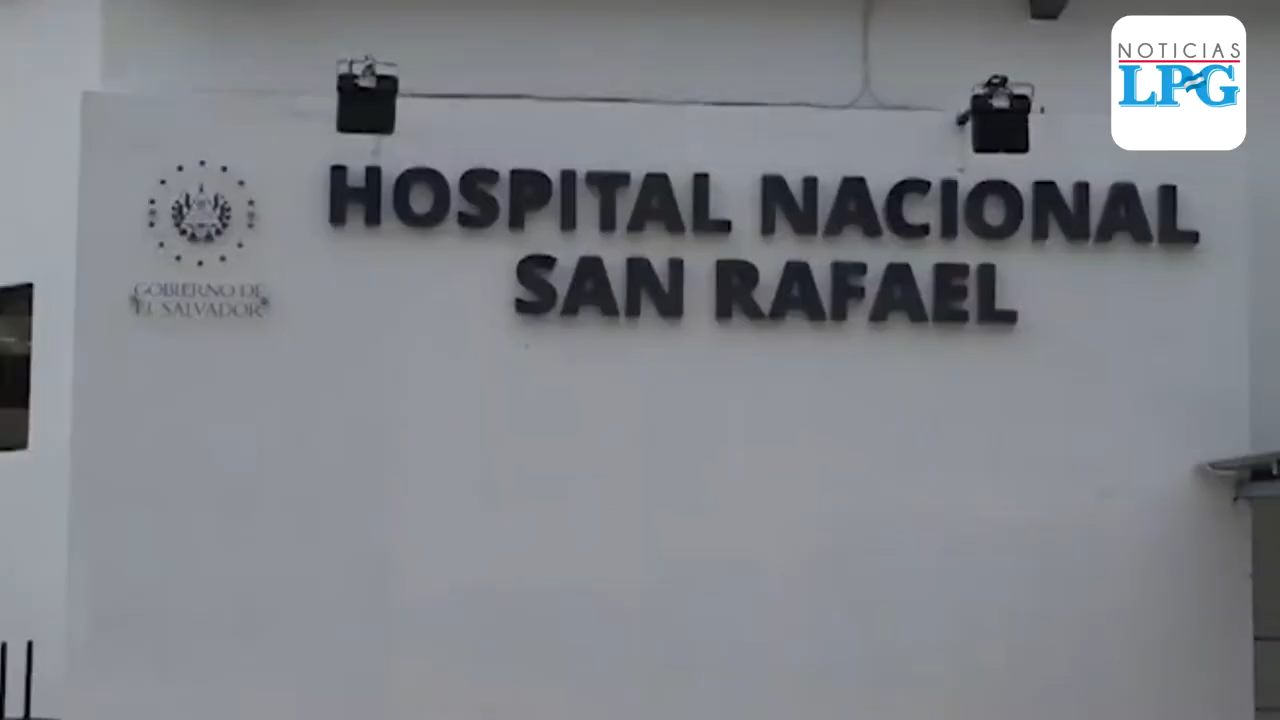 NOTICIAS
LPG
HOSPITAL NACIONAL
SAN RAFAEL
GOBIERNO DE
EL SALVADOR